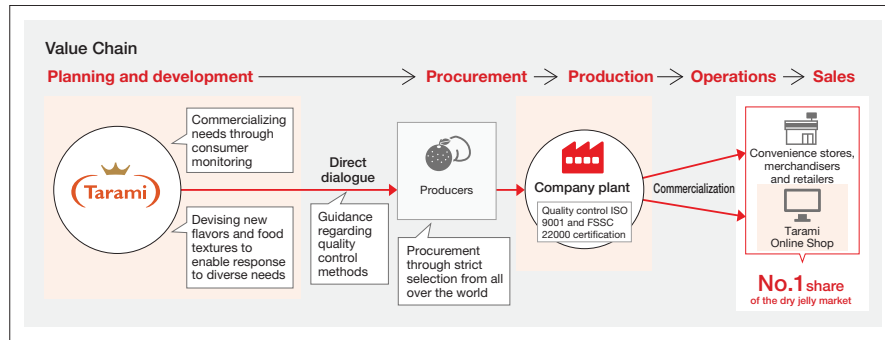 Value Chain
Planning and development
Procurement
Production
Operations
Sales
Commercializing
needs through
consumer
monitoring
Tarami
Devising new
flavors and food
textures to
enable response
to diverse needs
Direct
dialogue
Guidance
regarding
quality
control
methods
Producers
Procurement
through strict
selection from all
over the world
Company plant
Quality control ISO
9001 and FSSC
22000 certification
Commercialization
Convenience stores,
merchandisers
and retailers
Tarami
Online Shop
No.1 share
of the dry jelly market